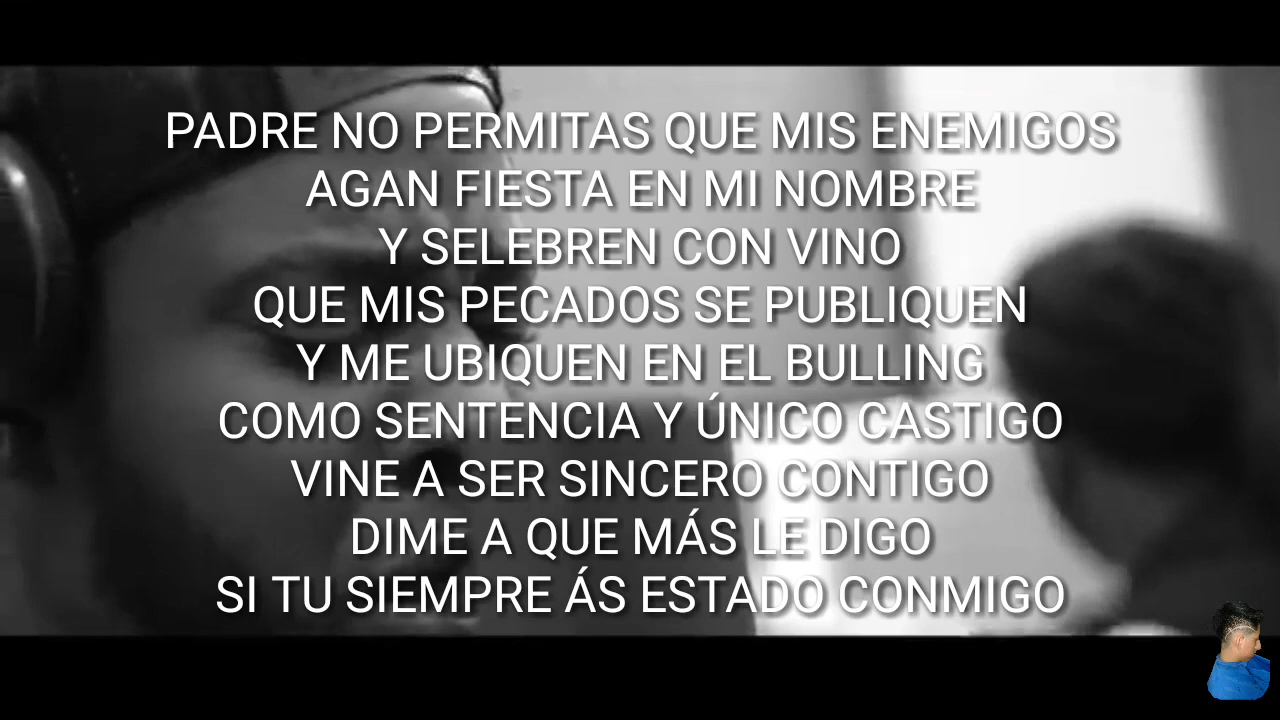 PADRE NO PERMITAS QUE MIS ENEMIGOS
AGAN FIESTA EN MI NOMBRE
Y SELEBREN CON VINO
QUE MIS PECADOS SE PUBLIQUEN
Y ME UBIQUEN EN EL BULLING
COMO SENTENCIA Y ÚNICO CASTIGO
VINE A SER SINCERO CONTIGO
DIME A QUE MÁS LE DIGO
SI TU SIEMPRE ÁS ESTADO CONMIGO